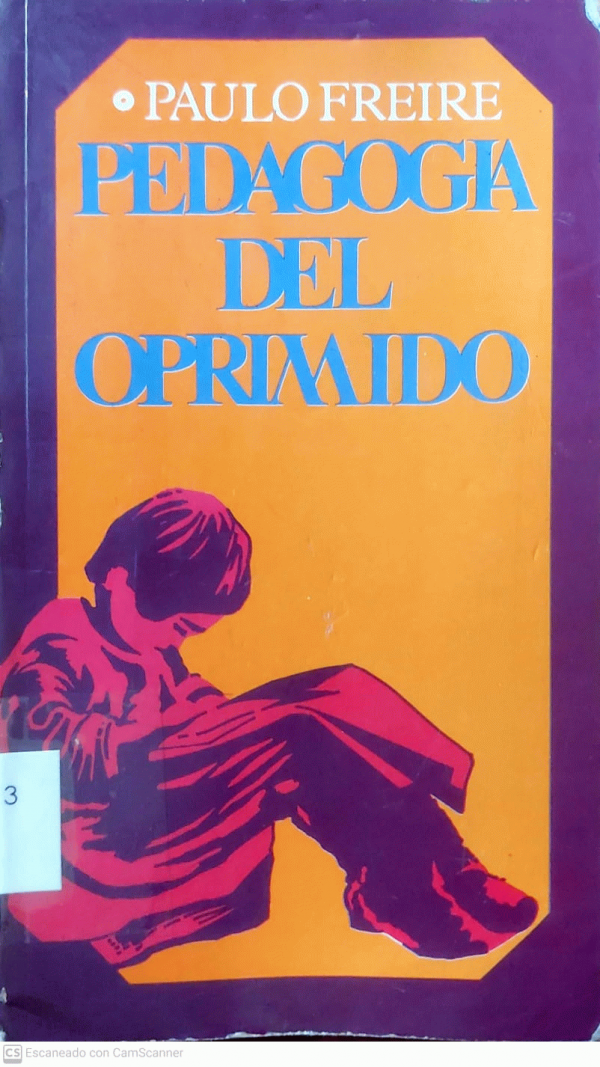 PAULO FREIRE
PEDAGOGIA
DEL
OPRIMIDO
3
CS Escaneado con CamScanner